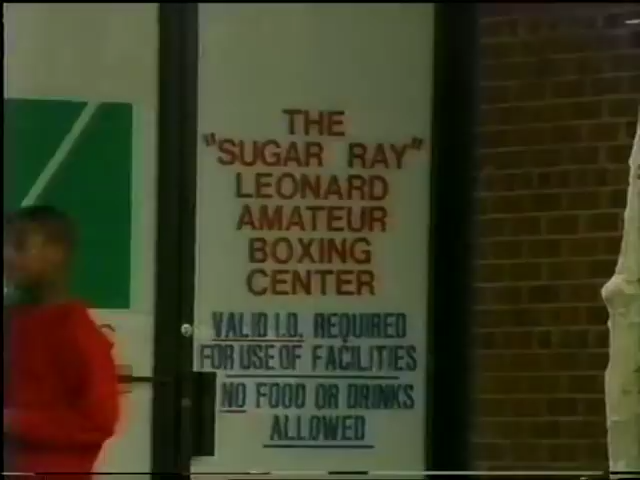 THE
"SUGAR RAY"
LEONARD
AMATEUR
BOXING
CENTER
VALID I.D. REQUIRED
FOR USE OF FACILITIES
NO FOOD OR DRINKS
ALLOWED